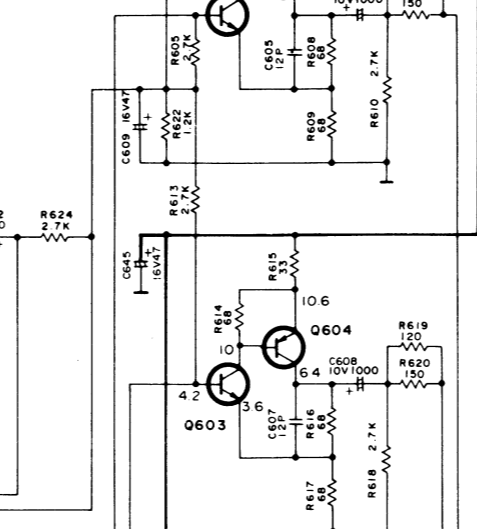 10V1000
150
R605
2.7K
C605
12P
R608
68
2.7K
R610
16V47
+
C609
R622
1.2K
R609
68
R613
2.7K
R624
2.7K
C645
+
16V47
R615
33
10.6
R614
68
Q604
10
R619
120
C608
10V1000
R620
150
6.4
+
4.2
3.6
Q603
C607
12P
R616
68
2.7K
R618
R617
68